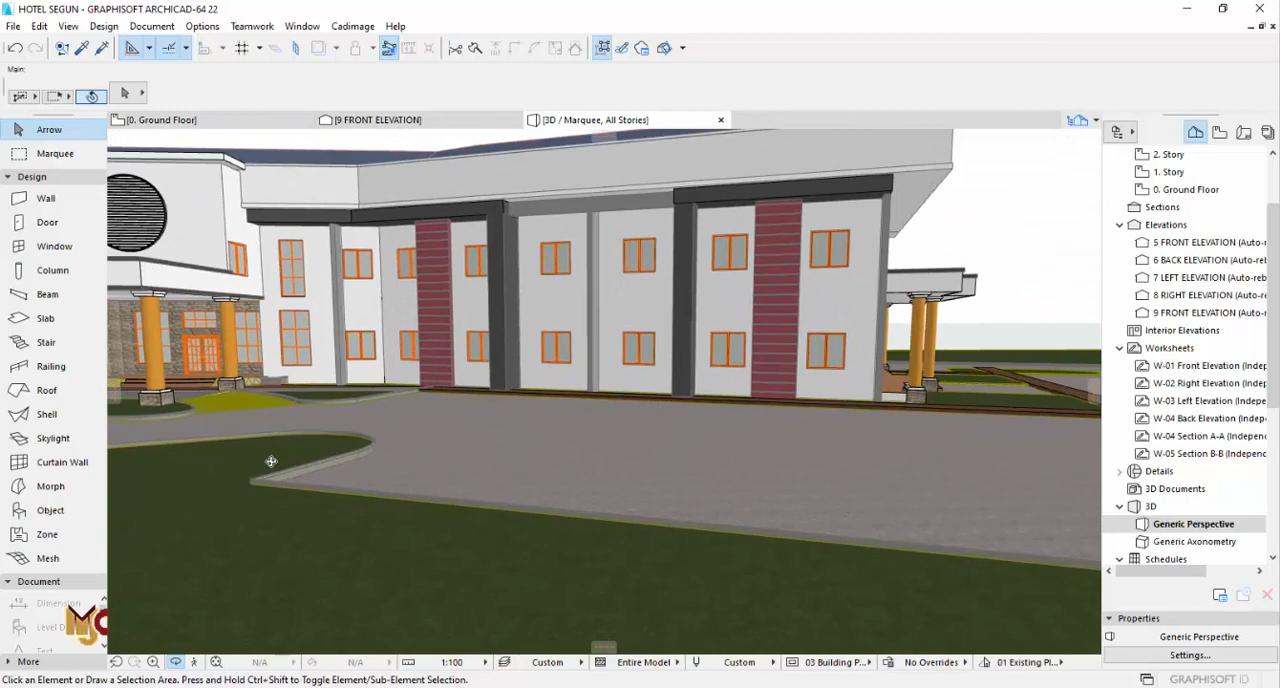 HOTEL SEGUN - GRAPHISOFT ARCHICAD-64 22
File Edit View Design Document Options Teamwork Window Cadimage Help
Main:
[0. Ground Floor]
[9 FRONT ELEVATION]
[3D / Marquee, All Stories]
Arrow
Marquee
Design
Wall
Door
Window
Column
Beam
Slab
Stair
Railing
Roof
Shell
Skylight
Curtain Wall
Morph
Object
Zone
Mesh
Document
Dimension
Level D
More
2. Story
1. Story
0. Ground Floor
Sections
Elevations
5 FRONT ELEVATION (Auto-r
6 BACK ELEVATION (Auto-reb
7 LEFT ELEVATION (Auto-reb
8 RIGHT ELEVATION (Auto-re
9 FRONT ELEVATION (Auto-r
Interior Elevations
Worksheets
W-01 Front Elevation (Indep
W-02 Right Elevation (Indep
W-03 Left Elevation (Indepe
W-04 Back Elevation (Indepe
W-04 Section A-A (Independ
W-05 Section B-B (Independ
Details
3D Documents
3D
Generic Perspective
Generic Axonometry
Schedules
Properties
Generic Perspective
Settings...
N/A
N/A
1:100
Custom
Entire Model
Custom
03 Building P...
No Overrides
01 Existing Pl...
Click an Element or Draw a Selection Area. Press and Hold Ctrl+Shift to Toggle Element/Sub-Element Selection.
GRAPHISOFT ID